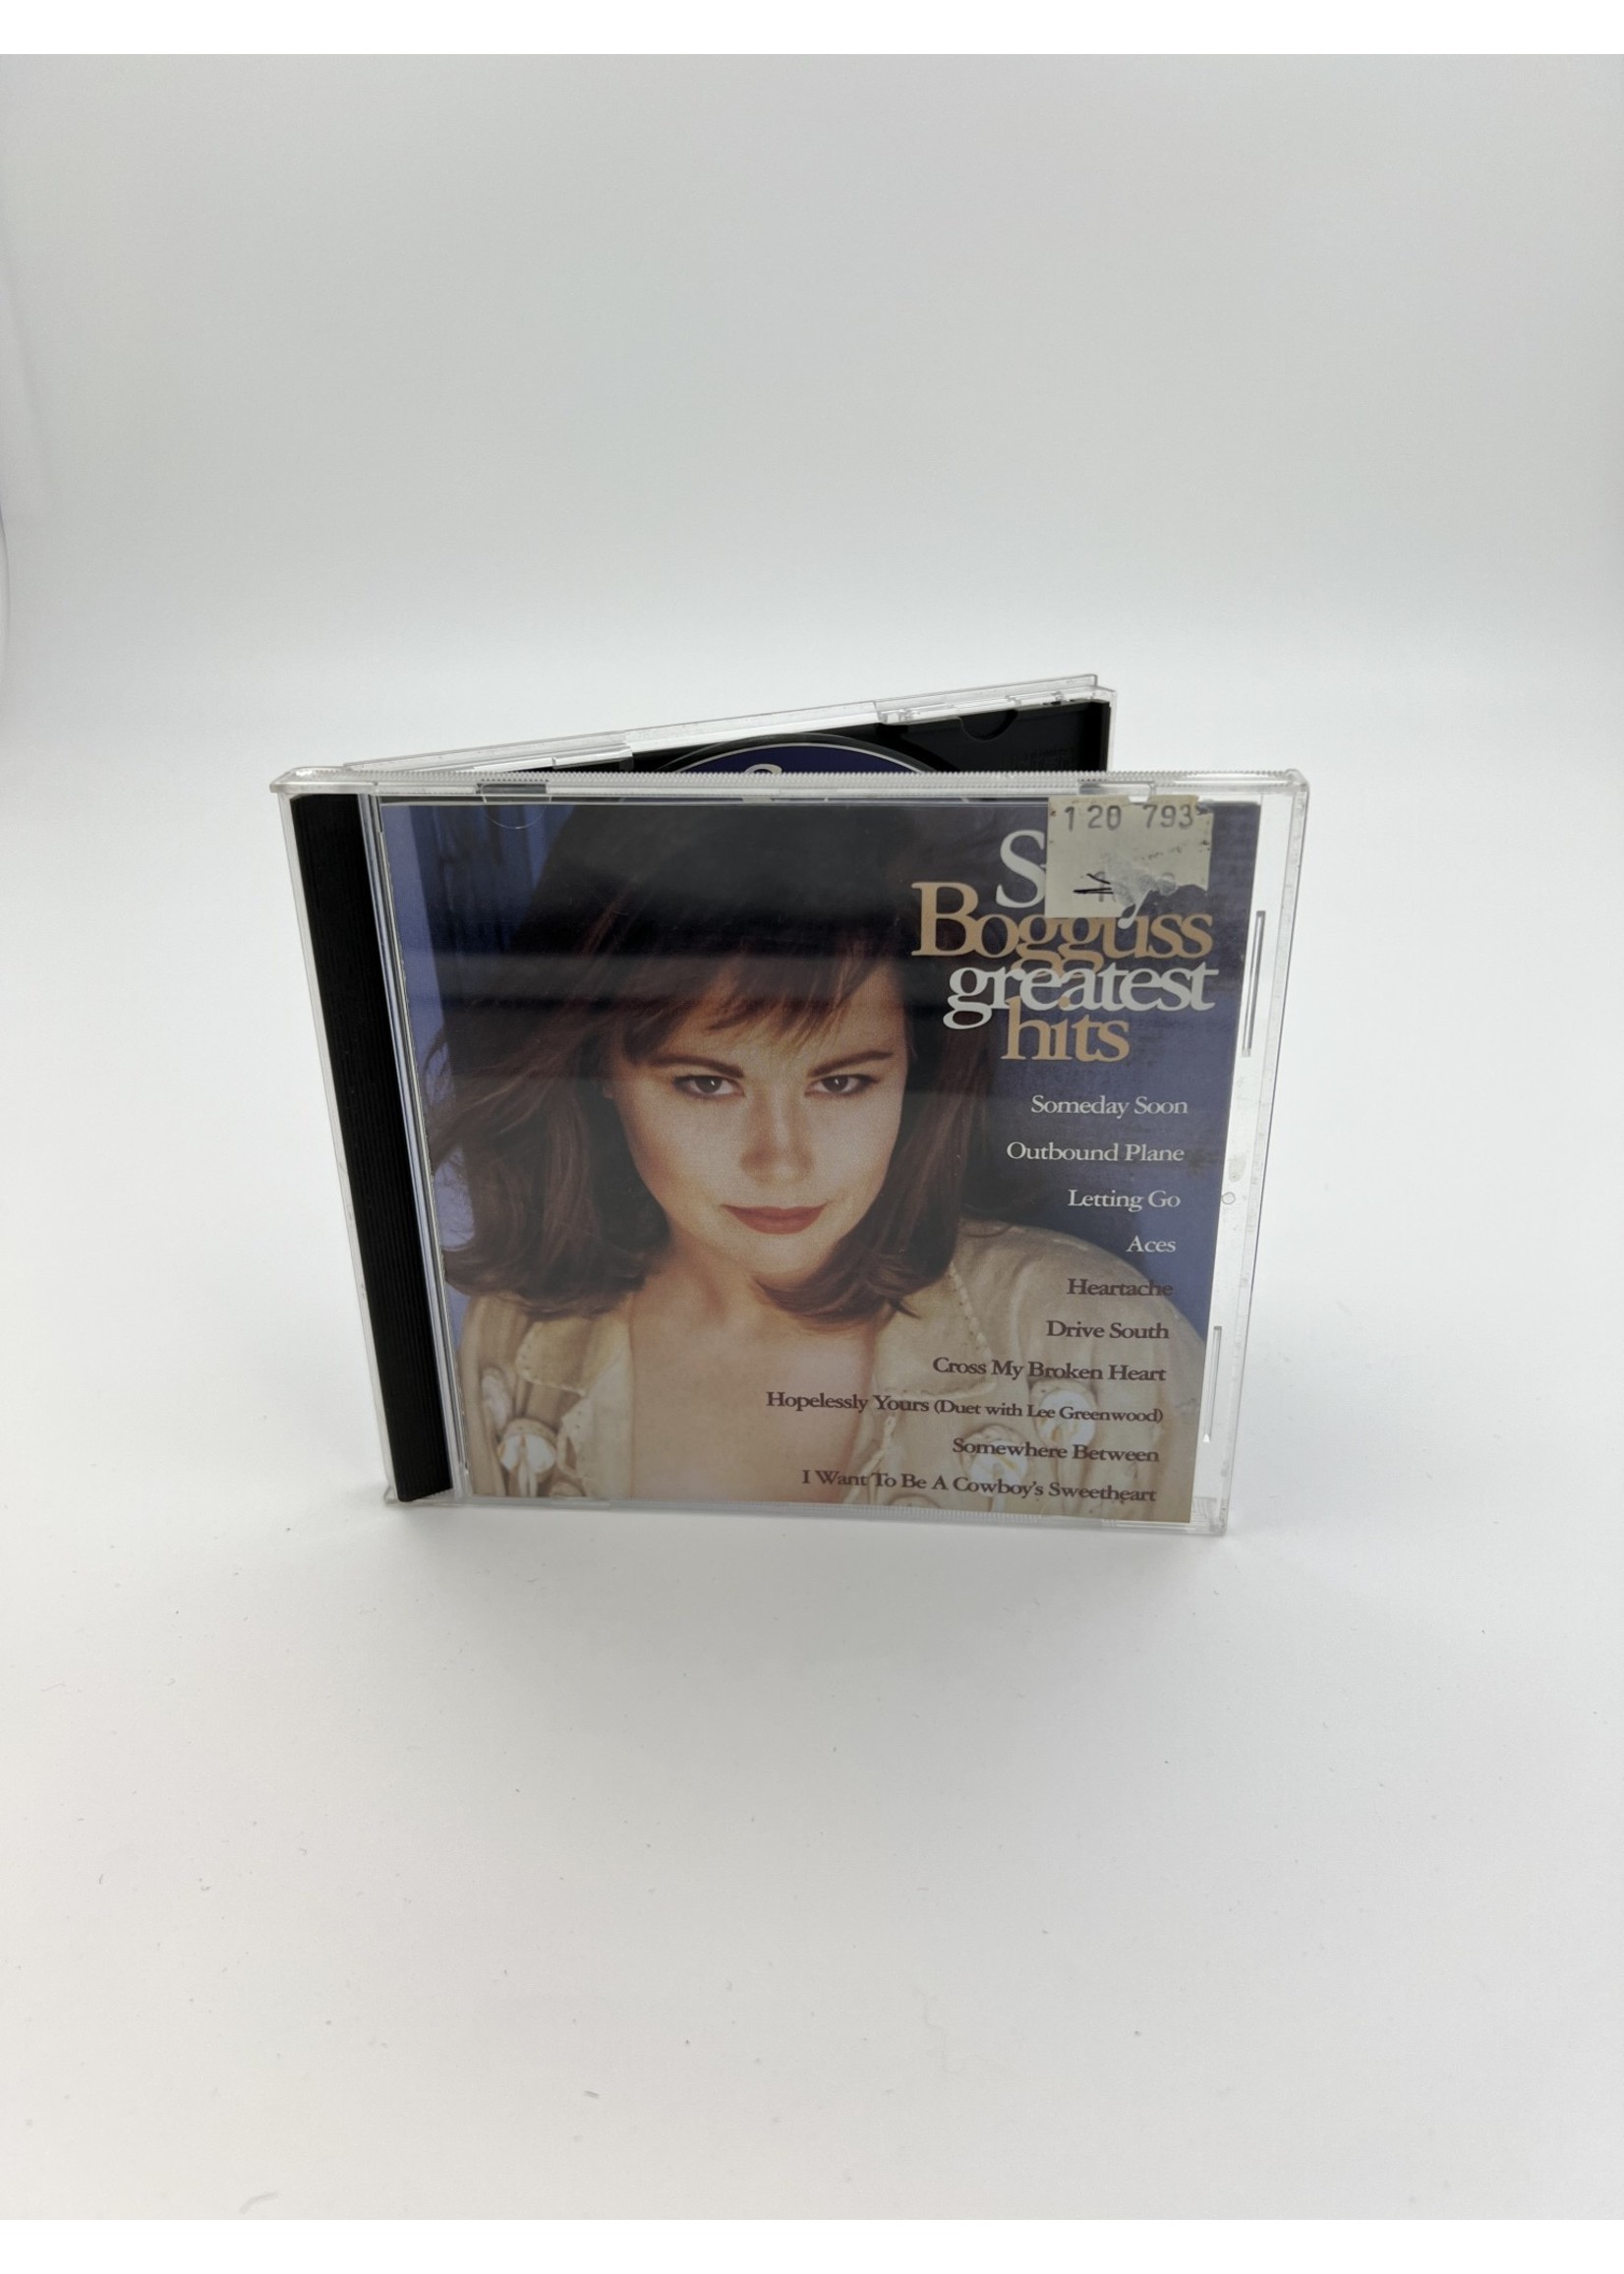 120 793
Bogguss
greatest
hits
Someday Soon
Outbound Plane
Letting Go
Aces
Heartache
Drive South
Cross My Broken Heart
Hopelessly Yours (Duet with Lee Greenwood)
Somewhere Between
I Want To Be A Cowboy's Sweetheart